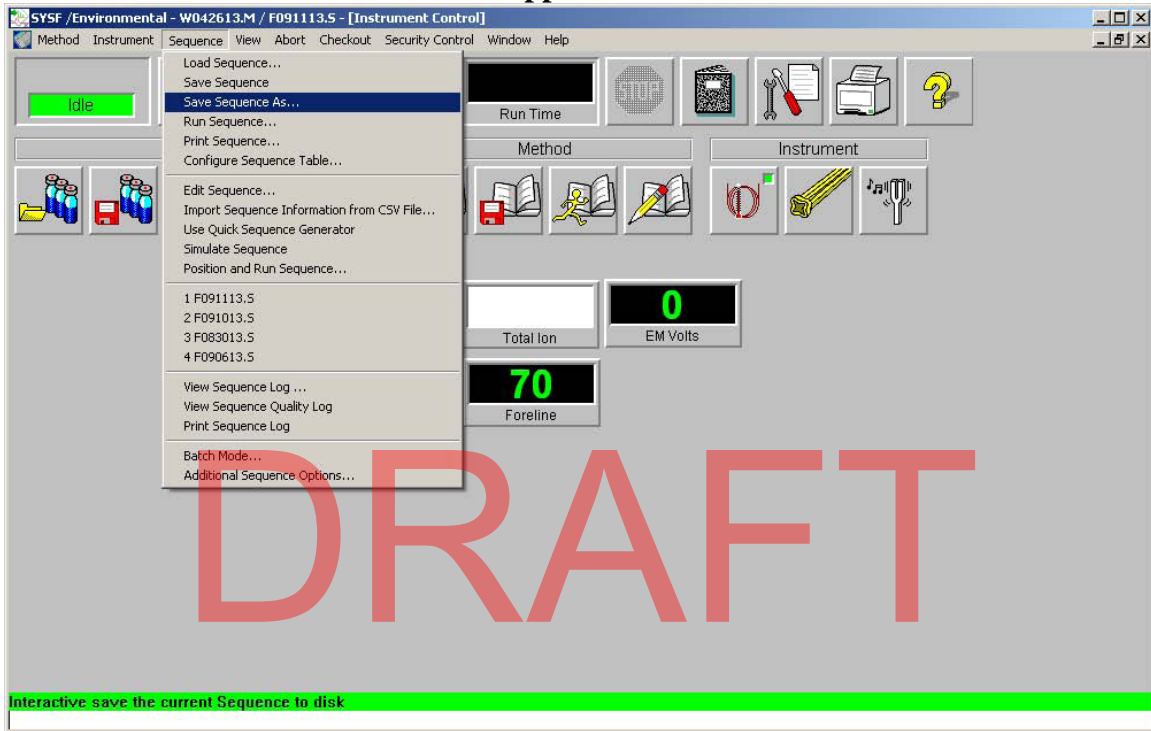 SYSF /Environmental - W042613.M / F091113.S - [Instrument Control]
Method Instrument Sequence View Abort Checkout Security Control Window Help
Load Sequence...
Save Sequence
Save Sequence As...
Run Sequence...
Print Sequence...
Configure Sequence Table...
Edit Sequence...
Import Sequence Information from CSV File...
Use Quick Sequence Generator
Simulate Sequence
Position and Run Sequence...
1 F091113.S
2 F091013.S
3 F083013.S
4 F090613.S
View Sequence Log ...
View Sequence Quality Log
Print Sequence Log
Batch Mode...
Additional Sequence Options...
Idle
Run Time
STOP
Method
Instrument
Total Ion
0
EM Volts
70
Foreline
DRAFT
Interactive save the current Sequence to disk